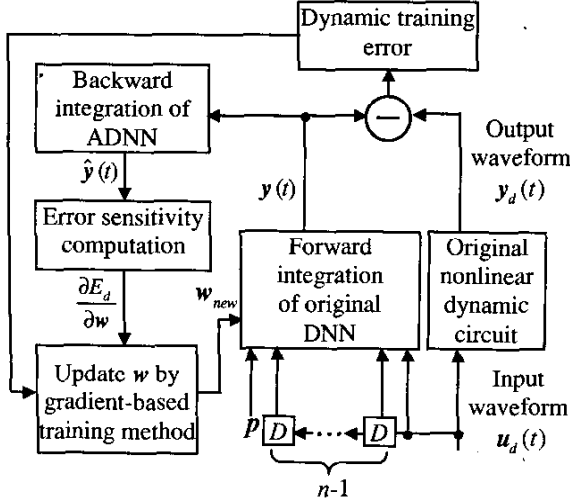 Dynamic training
error
Backward
integration of
ADNN
−
Output
waveform
y_d(t)
ŷ(t)
y(t)
Error sensitivity
computation
Forward
integration
of original
DNN
Original
nonlinear
dynamic
circuit
∂E_d
∂w
w_new
Update w by
gradient-based
training method
Input
waveform
u_d(t)
p D ... D
n-1